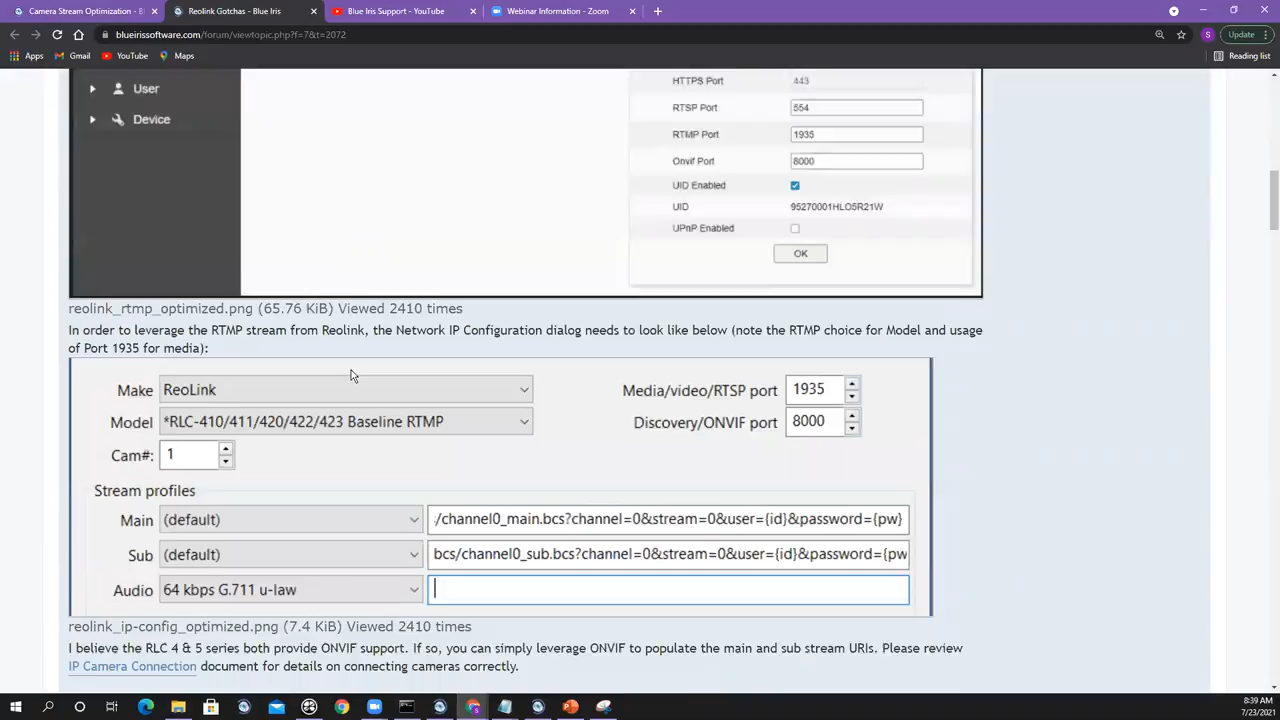 Camera Stream Optimization - Bl
Reolink Gotchas - Blue Iris
Blue Iris Support - YouTube
Webinar Information - Zoom
blueirissoftware.com/forum/viewtopic.php?f=7&t=2072
S
Update
Apps
Gmail
YouTube
Maps
Reading list
User
Device
HTTPS Port 443
RTSP Port 554
RTMP Port 1935
Onvif Port 8000
UID Enabled
UID 95270001HLO5R21W
UPnP Enabled
OK
reolink_rtmp_optimized.png (65.76 KiB) Viewed 2410 times
In order to leverage the RTMP stream from Reolink, the Network IP Configuration dialog needs to look like below (note the RTMP choice for Model and usage
of Port 1935 for media):
Make ReoLink Media/video/RTSP port 1935
Model *RLC-410/411/420/422/423 Baseline RTMP Discovery/ONVIF port 8000
Cam#: 1
Stream profiles
Main (default) /channel0_main.bcs?channel=0&stream=0&user={id}&password={pw}
Sub (default) bcs/channel0_sub.bcs?channel=0&stream=0&user={id}&password={pw
Audio 64 kbps G.711 u-law
reolink_ip-config_optimized.png (7.4 KiB) Viewed 2410 times
I believe the RLC 4 & 5 series both provide ONVIF support. If so, you can simply leverage ONVIF to populate the main and sub stream URIs. Please review
IP Camera Connection document for details on connecting cameras correctly.
8:39 AM
7/23/2021